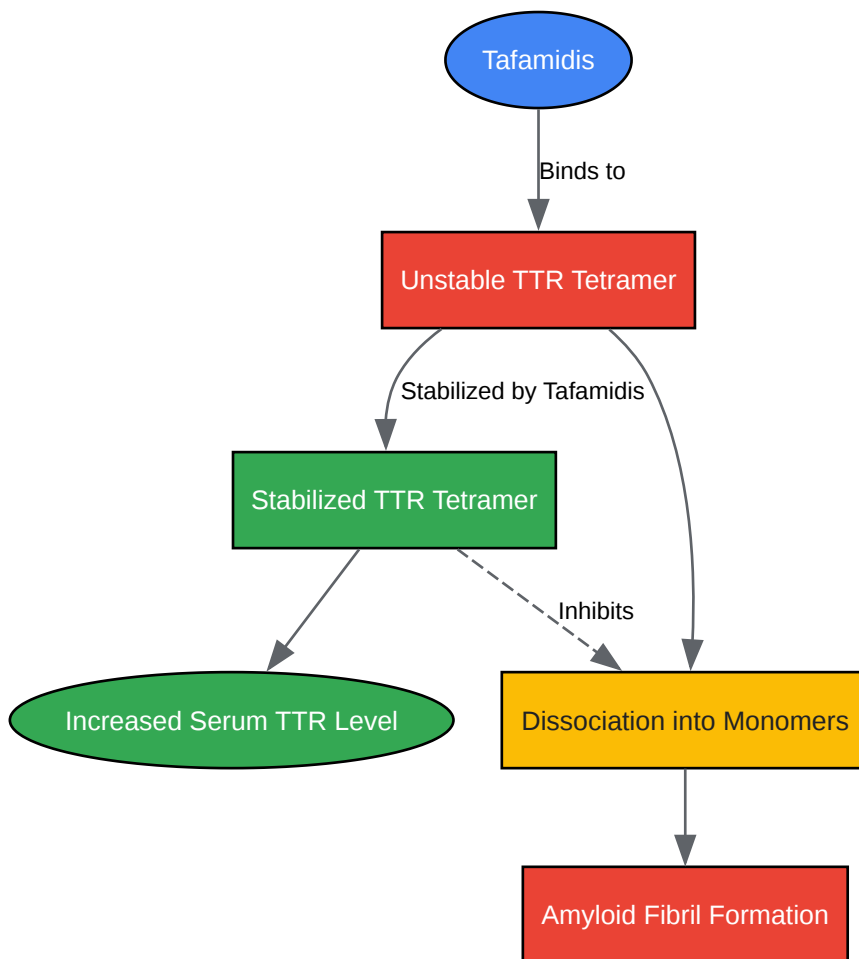 Tafamidis
Binds to
Unstable TTR Tetramer
Stabilized by Tafamidis
Stabilized TTR Tetramer
Inhibits
Increased Serum TTR Level
Dissociation into Monomers
Amyloid Fibril Formation